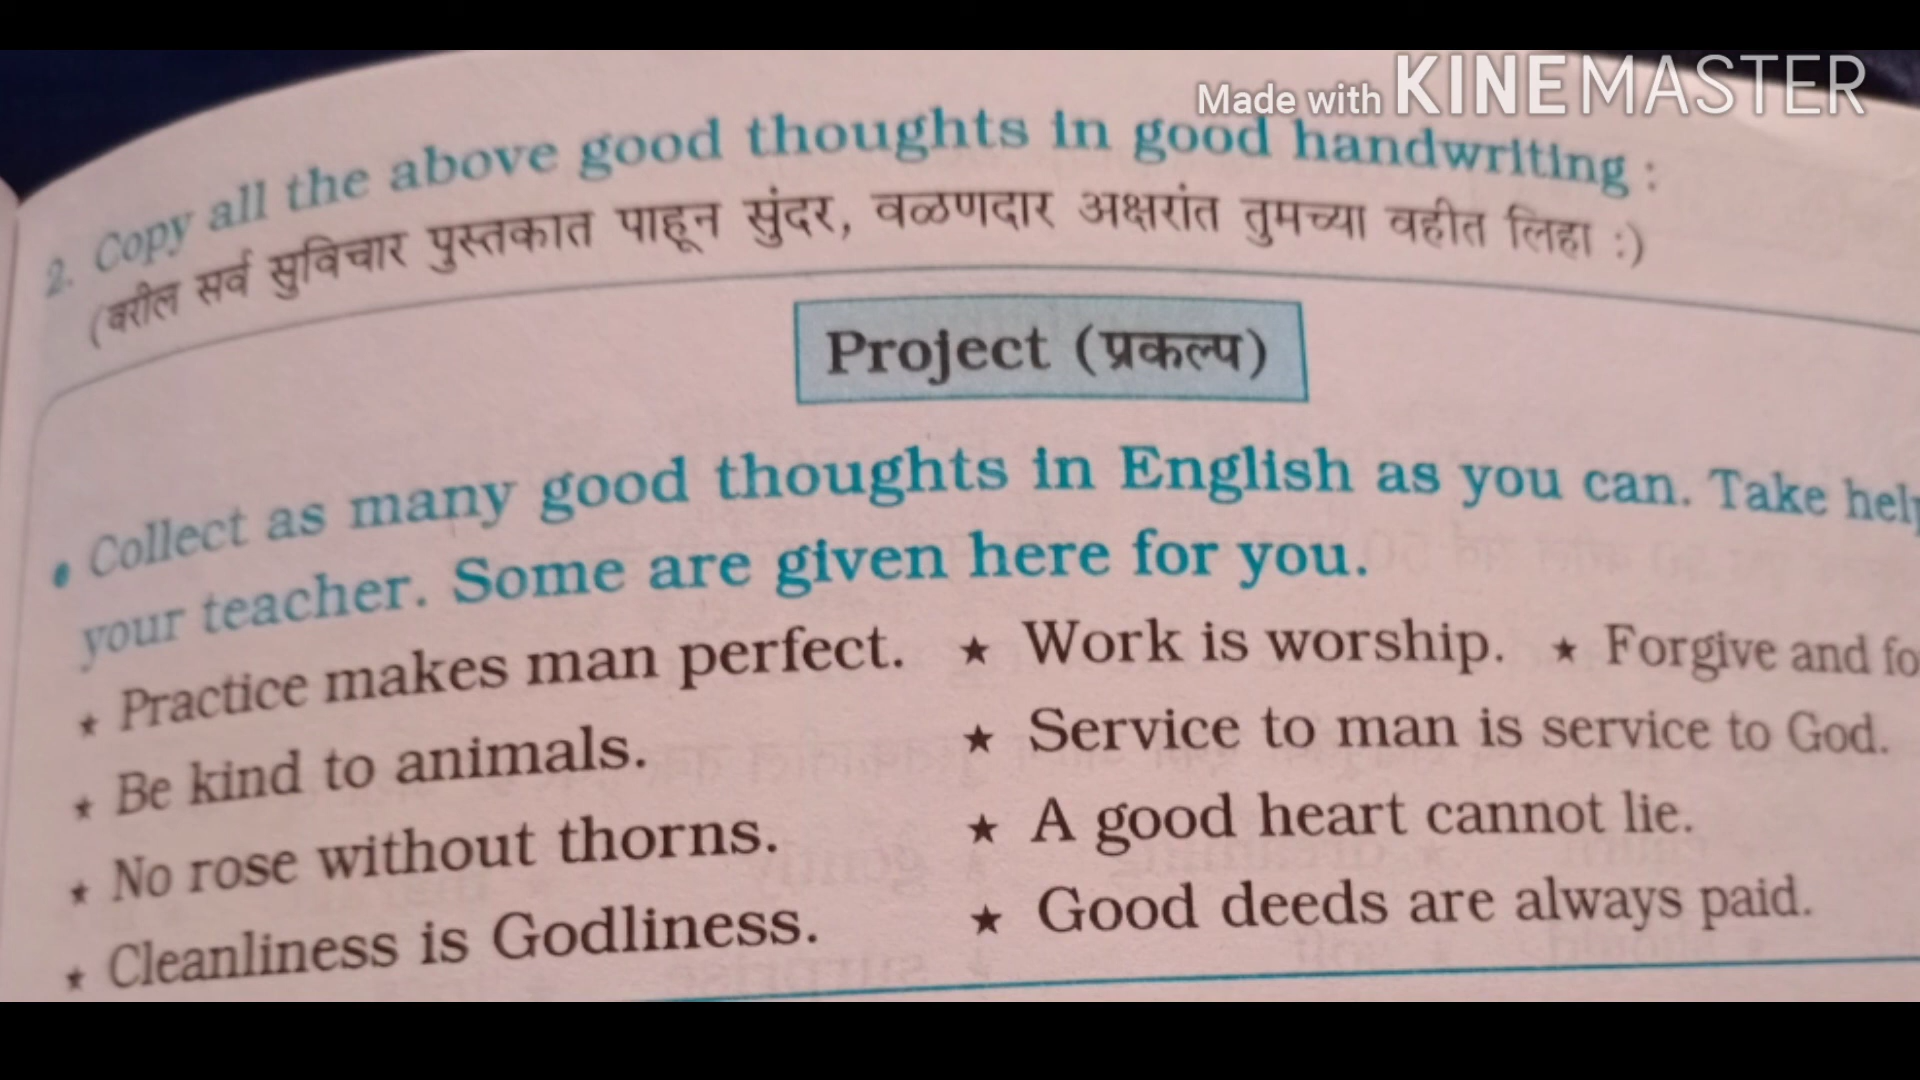 Made with KINEMASTER
2. Copy all the above good thoughts in good handwriting :
(वरील सर्व सुविचार पुस्तकात पाहून सुंदर, वळणदार अक्षरांत तुमच्या वहीत लिहा :)
Project (प्रकल्प)
• Collect as many good thoughts in English as you can. Take
your teacher. Some are given here for you.
★ Practice makes man perfect. ★ Work is worship. ★ Forgive and
★ Be kind to animals. ★ Service to man is service to God.
★ No rose without thorns. ★ A good heart cannot lie.
★ Cleanliness is Godliness. ★ Good deeds are always paid.